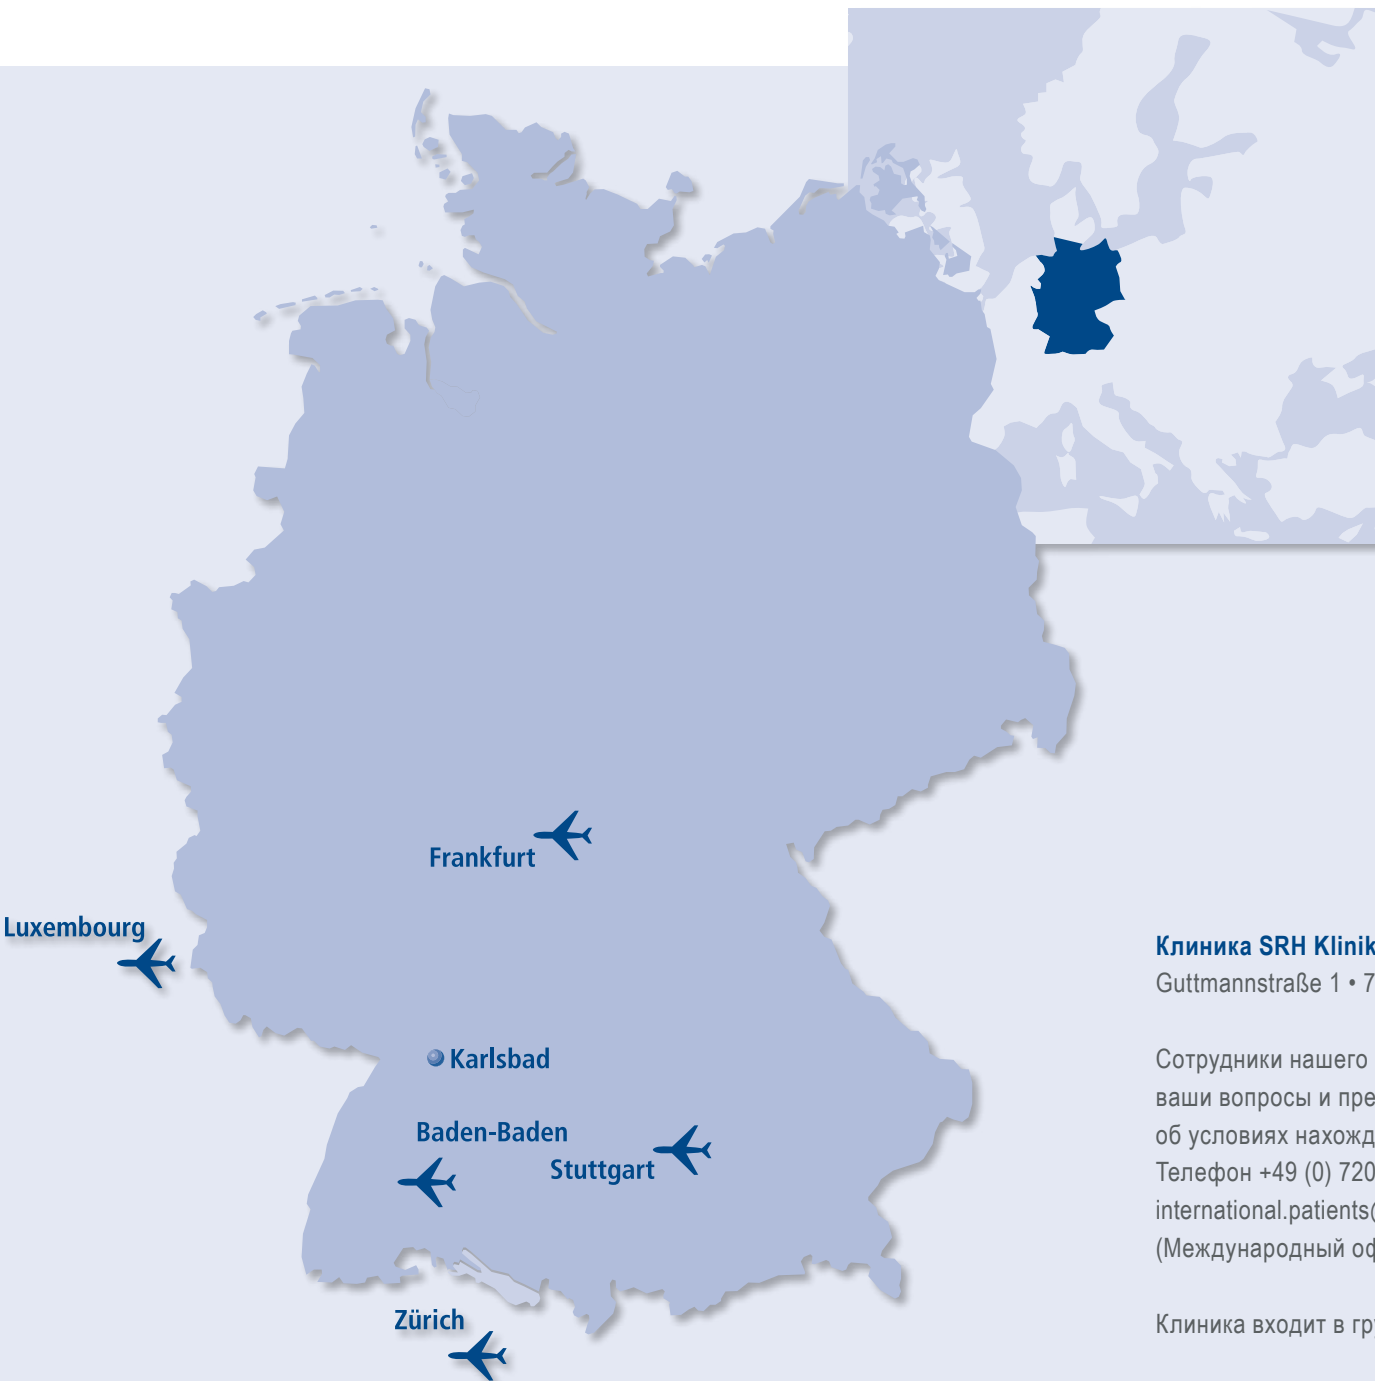 Frankfurt
Luxembourg
Karlsbad
Baden-Baden
Stuttgart
Zürich
Клиника SRH Klinik
Guttmannstraße 1 • 7
Сотрудники нашего
ваши вопросы и пре
об условиях нахожд
Телефон +49 (0) 720
international.patients@
(Международный оф
Клиника входит в гру